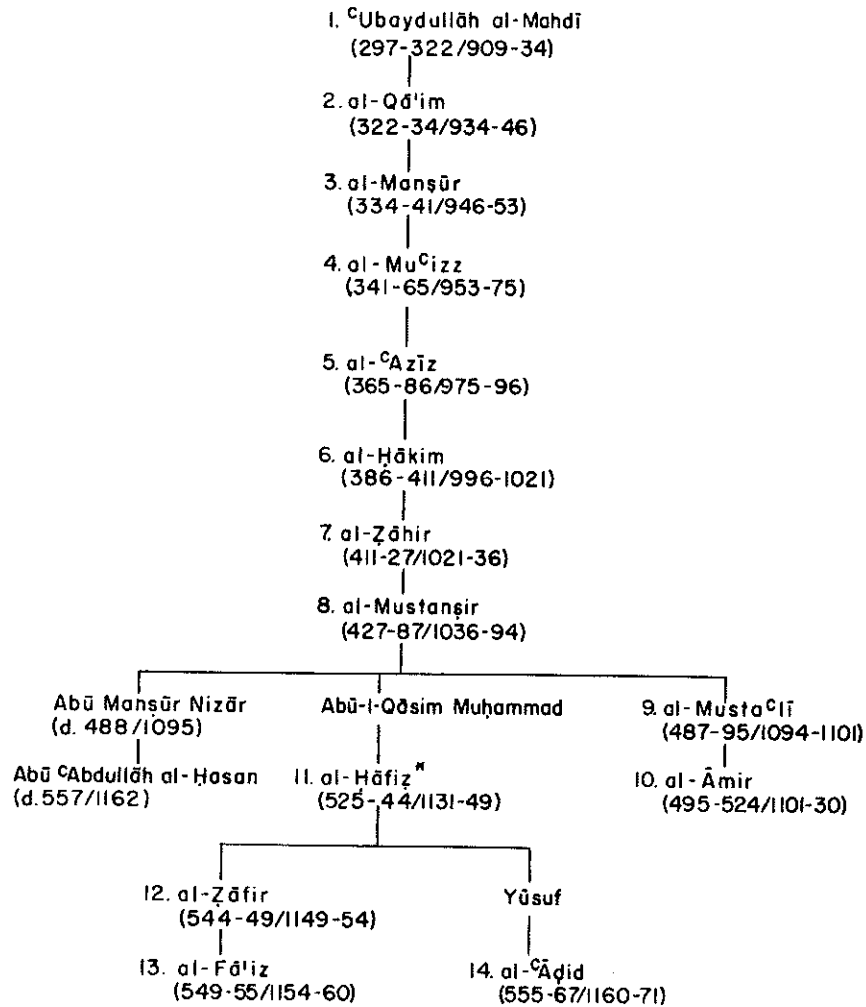 1. ᶜUbaydullāh al-Mahdī
(297-322/909-34)
2. al-Qā'im
(322-34/934-46)
3. al-Manṣūr
(334-41/946-53)
4. al-Muᶜizz
(341-65/953-75)
5. al-ᶜAzīz
(365-86/975-96)
6. al-Ḥākim
(386-411/996-1021)
7. al-Ẓāhir
(411-27/1021-36)
8. al-Mustanṣir
(427-87/1036-94)
Abū Manṣūr Nizār
(d. 488/1095)
Abū-l-Qāsim Muḥammad
9. al-Mustaᶜlī
(487-95/1094-1101)
Abū ᶜAbdullāh al-Ḥasan
(d. 557/1162)
11. al-Ḥāfiẓ*
(525-44/1131-49)
10. al-Āmir
(495-524/1101-30)
12. al-Ẓāfir
(544-49/1149-54)
Yūsuf
13. al-Fā'iz
(549-55/1154-60)
14. al-ᶜĀḍid
(555-67/1160-71)